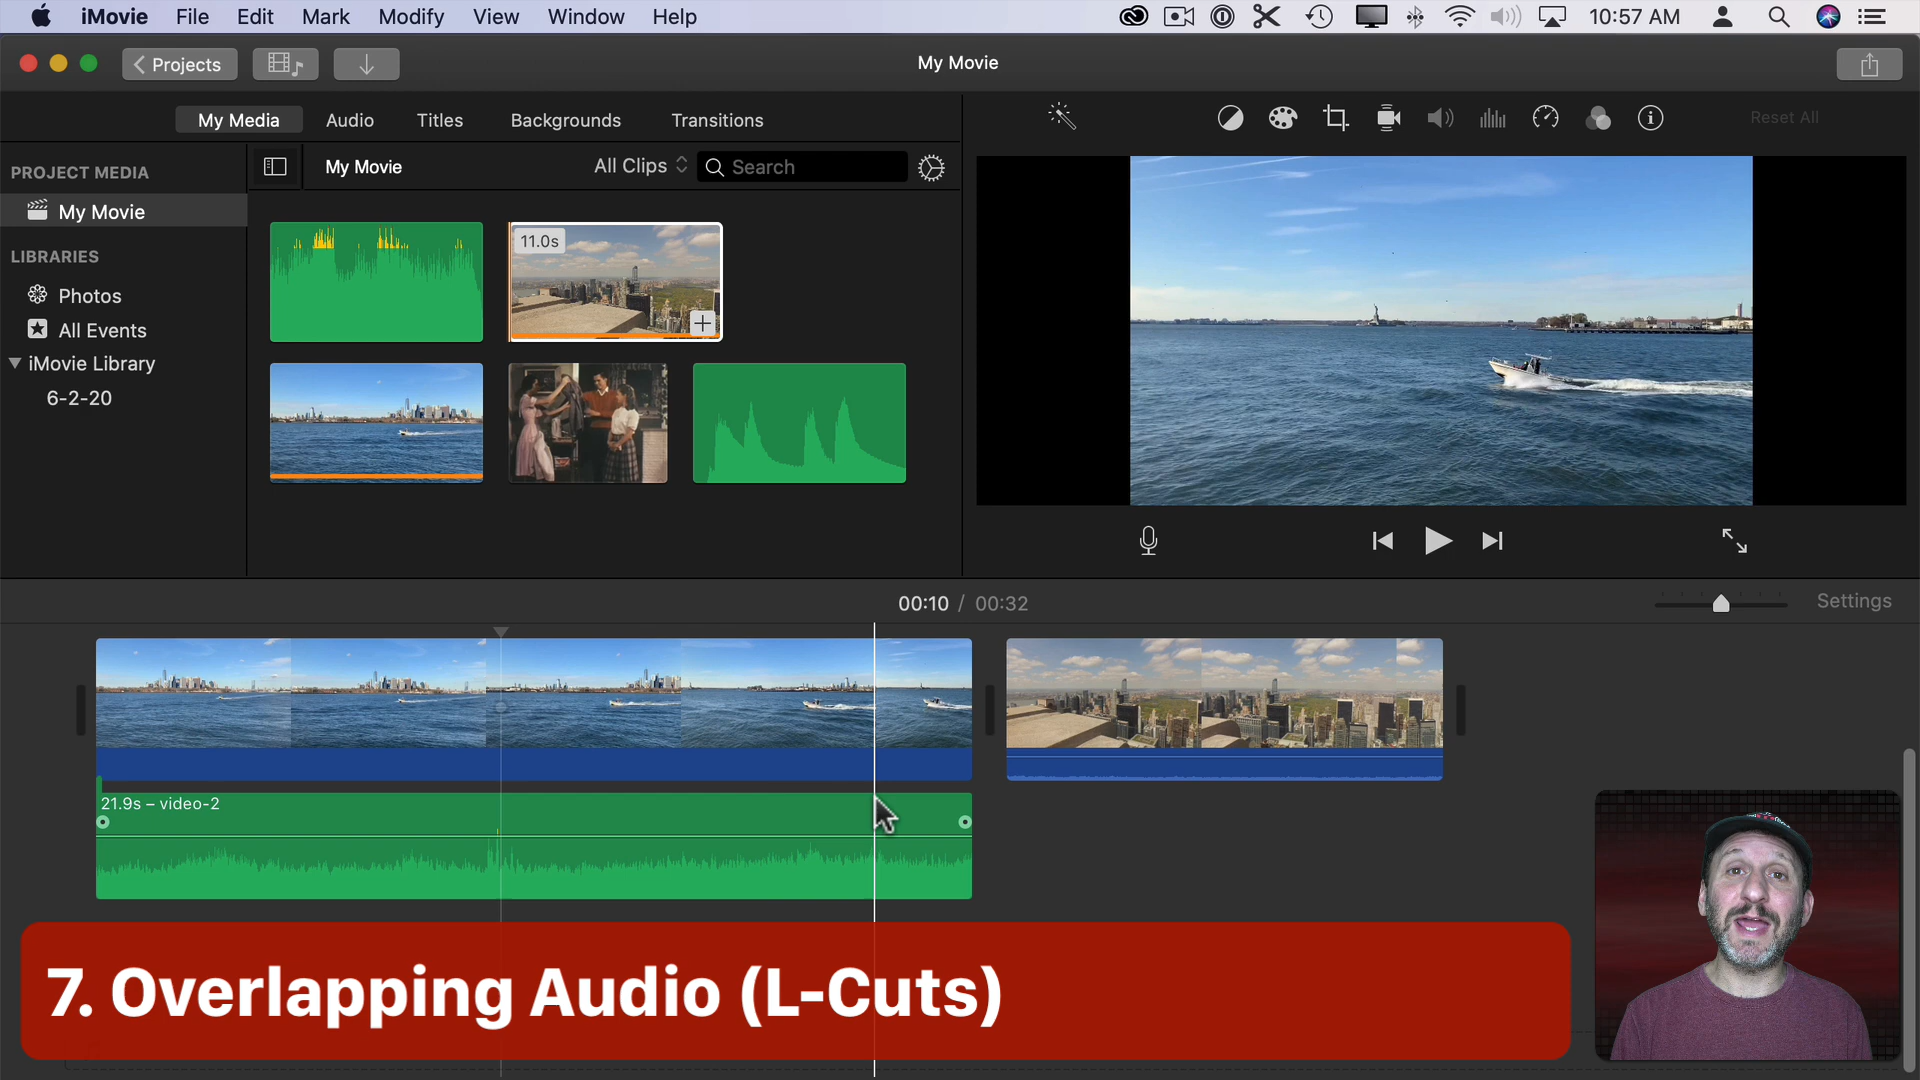 iMovie File Edit Mark Modify View Window Help 10:57 AM
Projects
My Movie
My Media Audio Titles Backgrounds Transitions
Reset All
PROJECT MEDIA
My Movie
All Clips
Search
My Movie
LIBRARIES
Photos
All Events
iMovie Library
6-2-20
11.0s
00:10 / 00:32
Settings
21.9s – video-2
7. Overlapping Audio (L-Cuts)